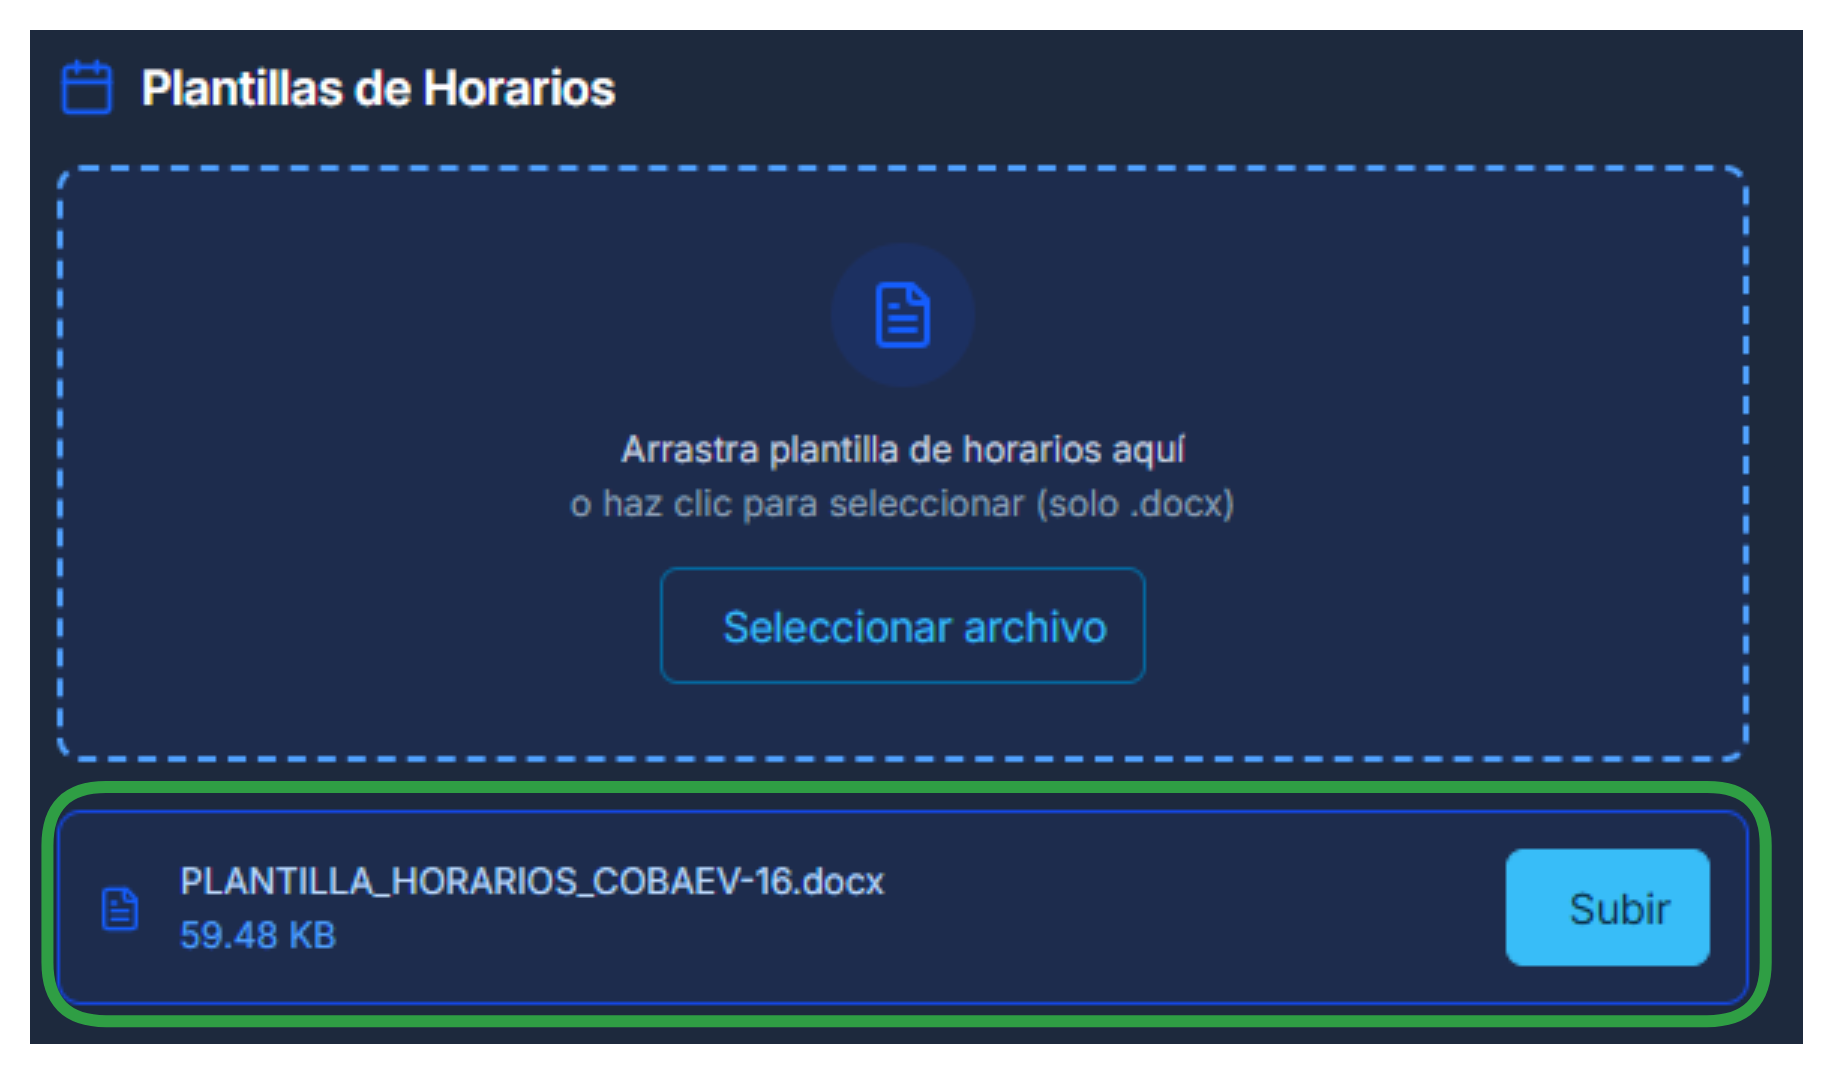 Plantillas de Horarios
Arrastra plantilla de horarios aquí
o haz clic para seleccionar (solo .docx)
Seleccionar archivo
PLANTILLA_HORARIOS_COBAEV-16.docx
59.48 KB
Subir